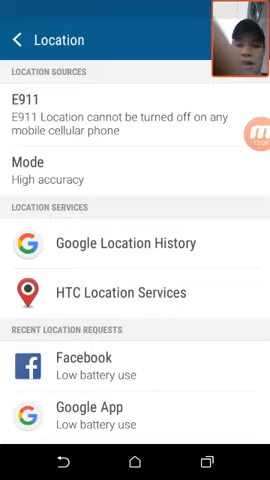 Location
LOCATION SOURCES
E911
E911 Location cannot be turned off on any
mobile cellular phone
Mode
High accuracy
LOCATION SERVICES
Google Location History
HTC Location Services
RECENT LOCATION REQUESTS
Facebook
Low battery use
Google App
Low battery use